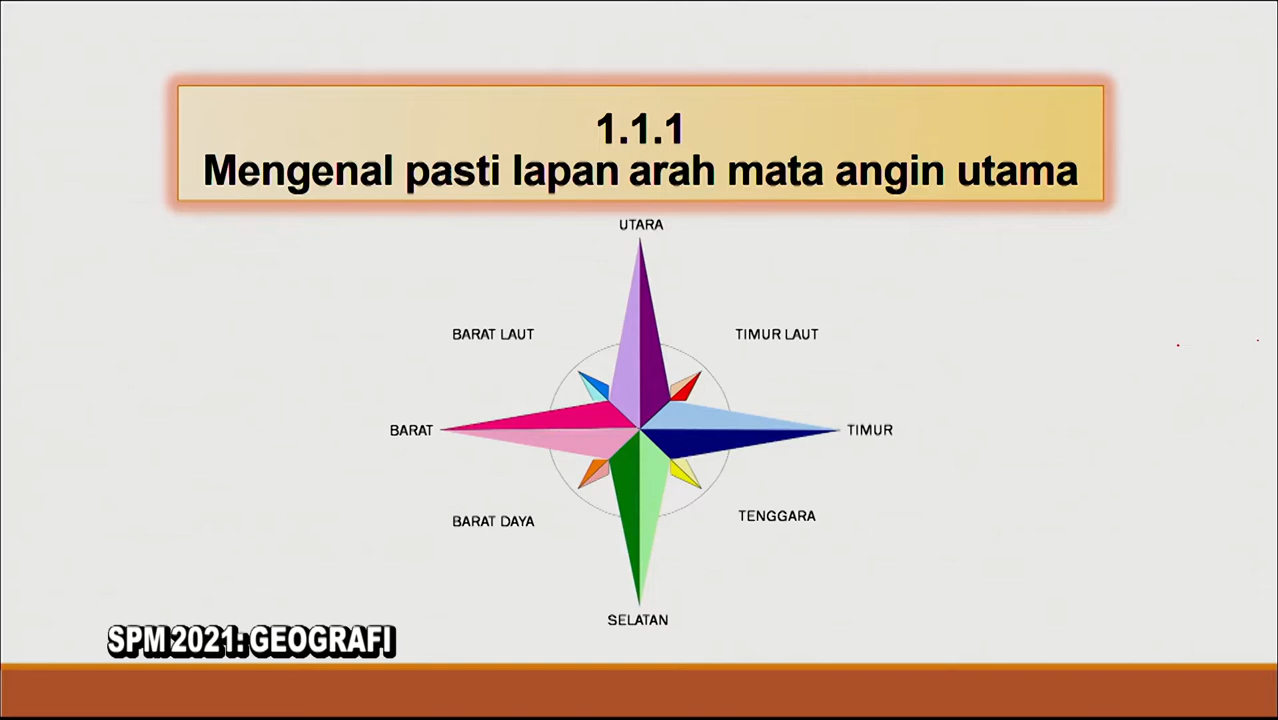 1.1.1
Mengenal pasti lapan arah mata angin utama
UTARA
BARAT LAUT
TIMUR LAUT
BARAT
TIMUR
BARAT DAYA
TENGGARA
SELATAN
SPM 2021: GEOGRAFI